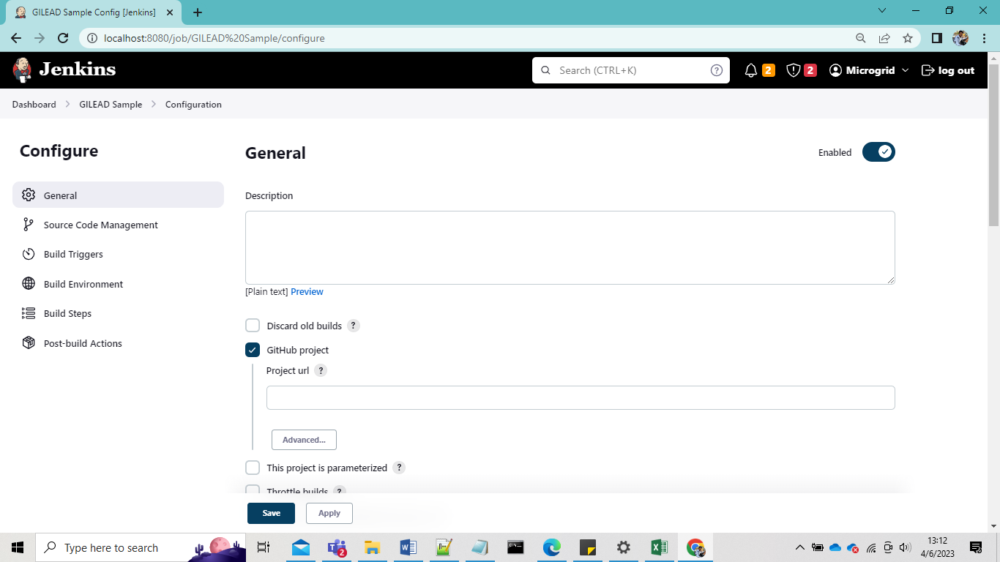 GILEAD Sample Config [Jenkins]
localhost:8080/job/GILEAD%20Sample/configure
Jenkins
Search (CTRL+K)
?
2
2
Microgrid
log out
Dashboard
GILEAD Sample
Configuration
Configure
General
Source Code Management
Build Triggers
Build Environment
Build Steps
Post-build Actions
General
Enabled
Description
[Plain text] Preview
Discard old builds ?
GitHub project
Project url ?
Advanced...
This project is parameterized ?
Throttle builds ?
Save
Apply
Type here to search
2
13:12
4/6/2023